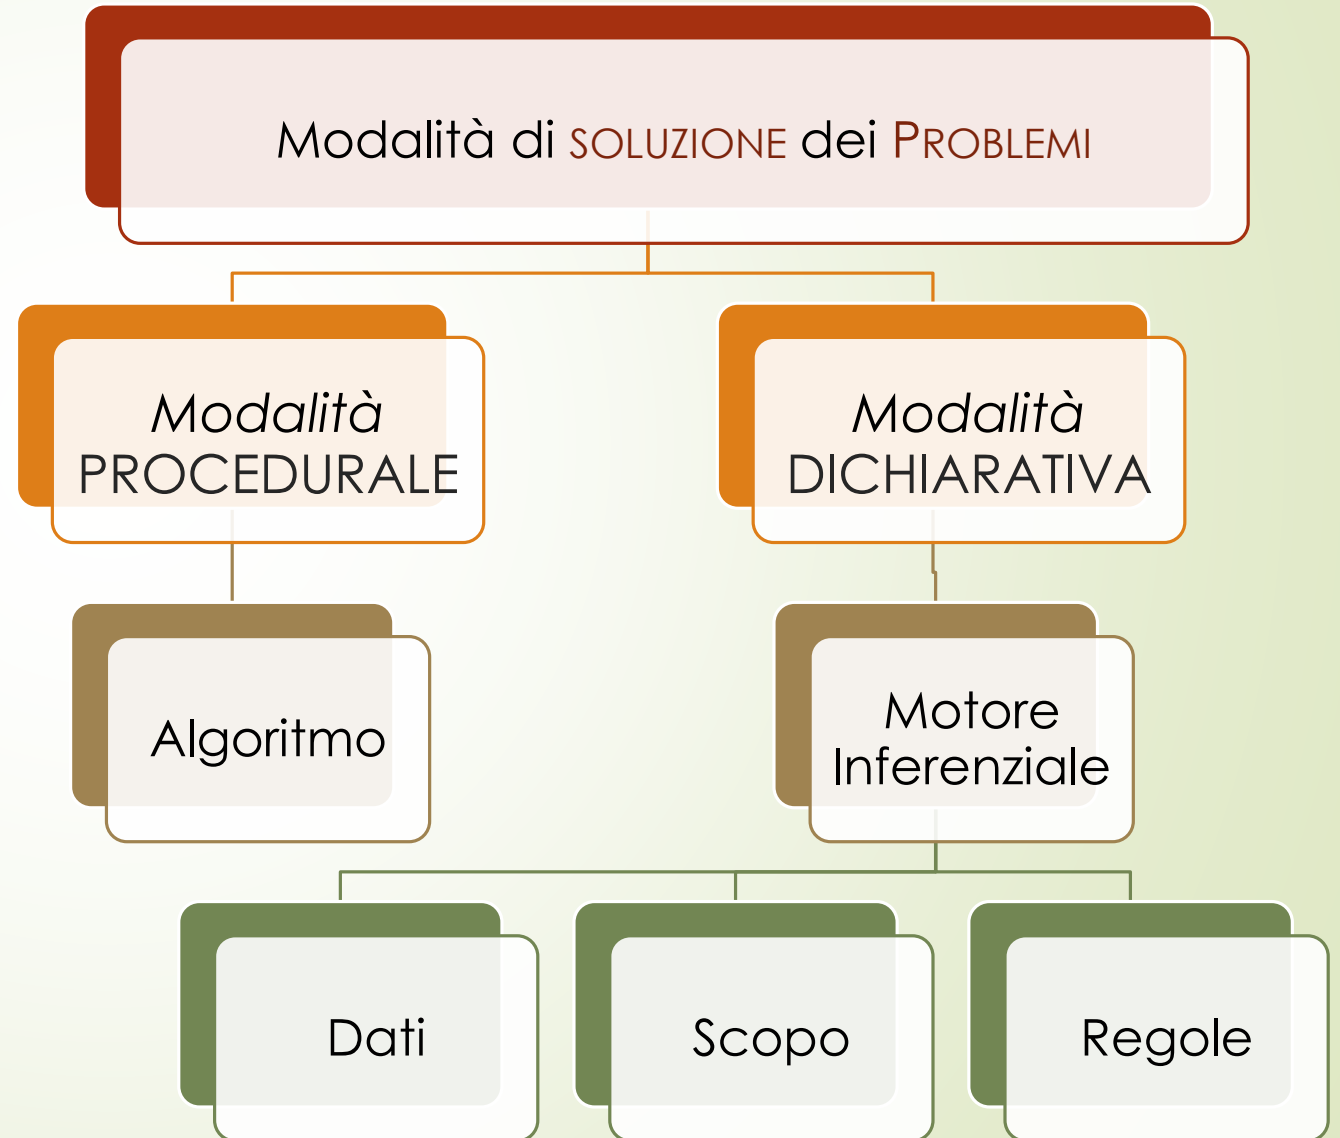 Modalità di SOLUZIONE dei PROBLEMI
Modalità
PROCEDURALE
Modalità
DICHIARATIVA
Algoritmo
Motore
Inferenziale
Dati
Scopo
Regole